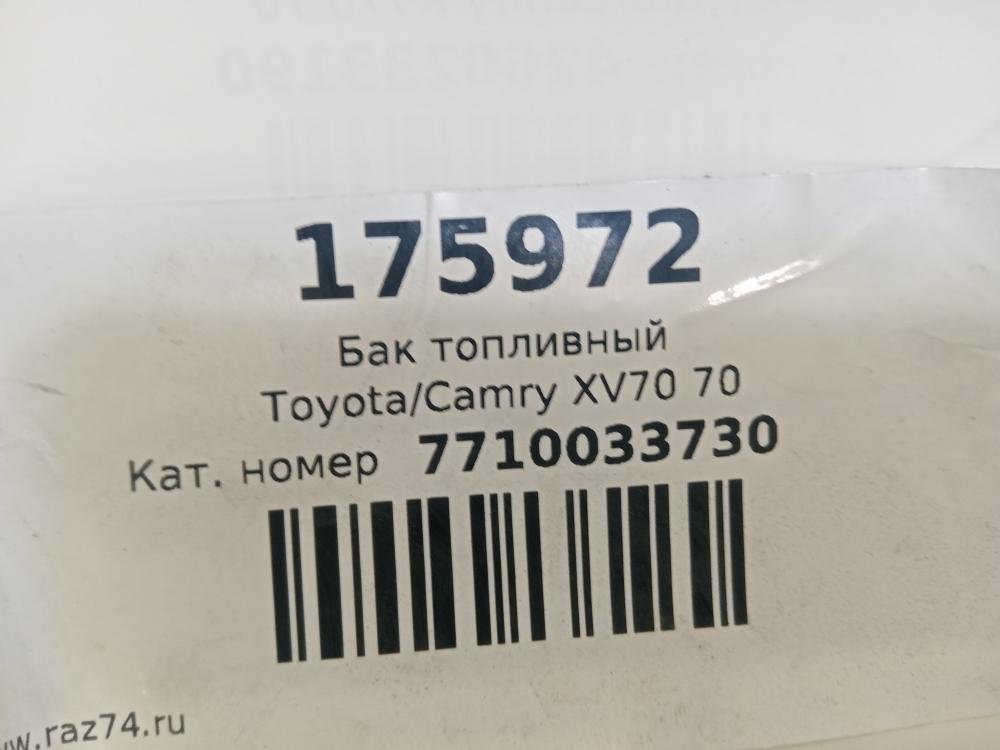 175972
Бак топливный
Toyota/Camry XV70 70
Кат. номер 7710033730
www.raz74.ru